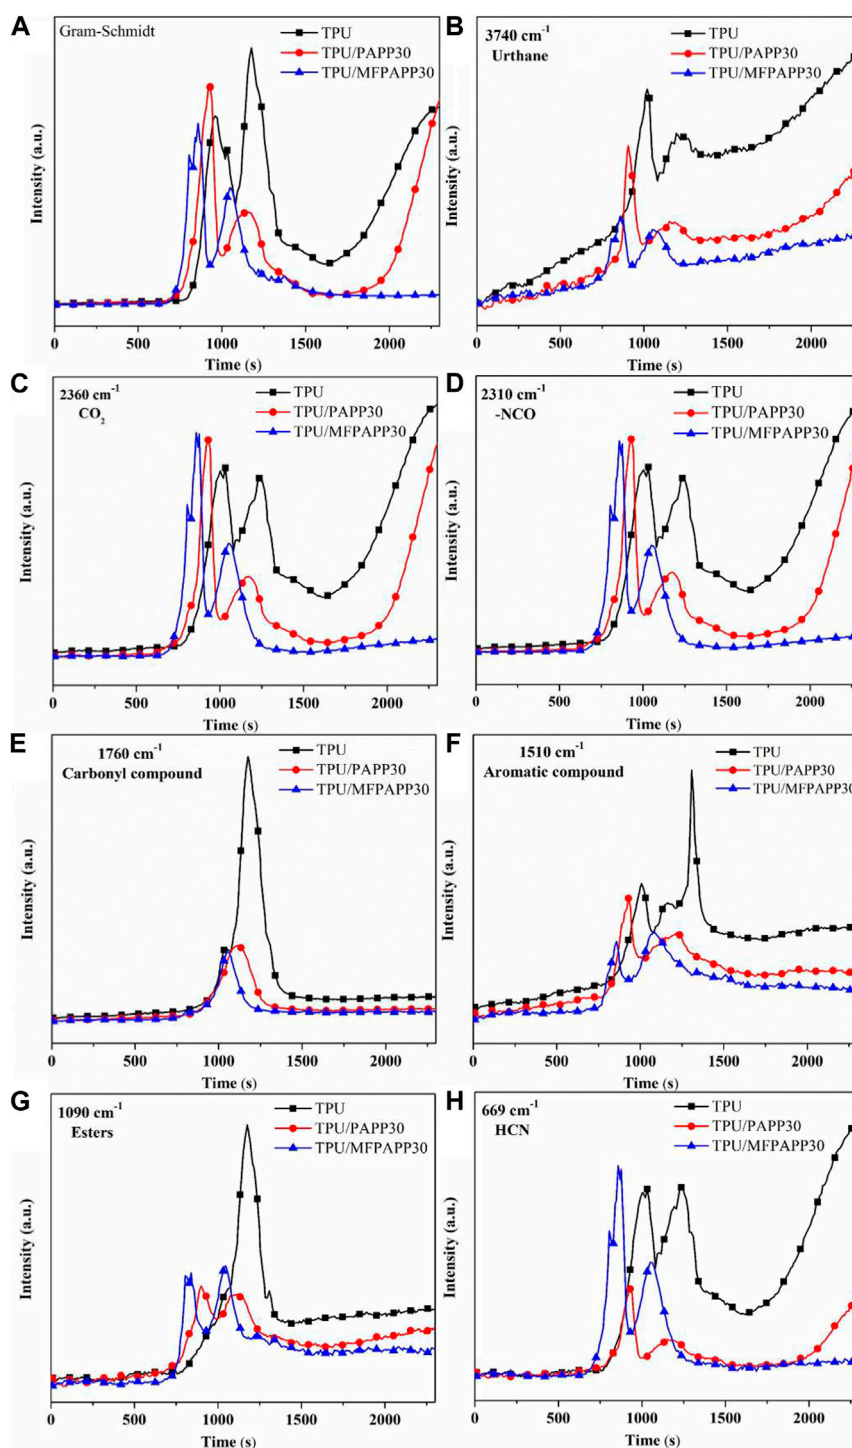 A
Gram-Schmidt
TPU
TPU/PAPP30
TPU/MFPAPP30
Intensity (a.u.)
0 500 1000 1500 2000
Time (s)
B
3740 cm-1
Urthane
TPU
TPU/PAPP30
TPU/MFPAPP30
Intensity (a.u.)
0 500 1000 1500 2000
Time (s)
C
2360 cm-1
CO2
TPU
TPU/PAPP30
TPU/MFPAPP30
Intensity (a.u.)
0 500 1000 1500 2000
Time (s)
D
2310 cm-1
-NCO
TPU
TPU/PAPP30
TPU/MFPAPP30
Intensity (a.u.)
0 500 1000 1500 2000
Time (s)
E
1760 cm-1
Carbonyl compound
TPU
TPU/PAPP30
TPU/MFPAPP30
Intensity (a.u.)
0 500 1000 1500 2000
Time (s)
F
1510 cm-1
Aromatic compound
TPU
TPU/PAPP30
TPU/MFPAPP30
Intensity (a.u.)
0 500 1000 1500 2000
Time (s)
G
1090 cm-1
Esters
TPU
TPU/PAPP30
TPU/MFPAPP30
Intensity (a.u.)
0 500 1000 1500 2000
Time (s)
H
669 cm-1
HCN
TPU
TPU/PAPP30
TPU/MFPAPP30
Intensity (a.u.)
0 500 1000 1500 2000
Time (s)